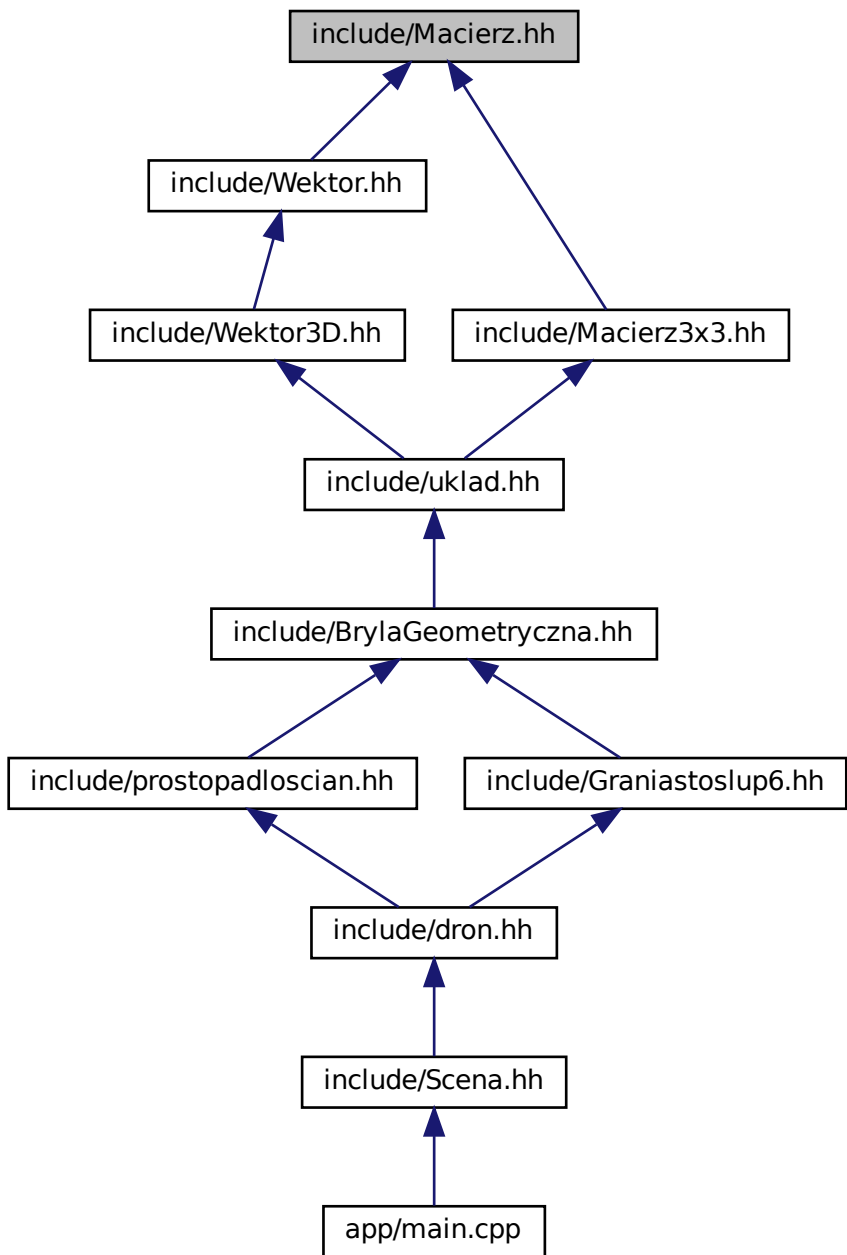 include/Macierz.hh
include/Wektor.hh
include/Wektor3D.hh
include/Macierz3x3.hh
include/uklad.hh
include/BrylaGeometryczna.hh
include/prostopadloscian.hh
include/Graniastoslup6.hh
include/dron.hh
include/Scena.hh
app/main.cpp